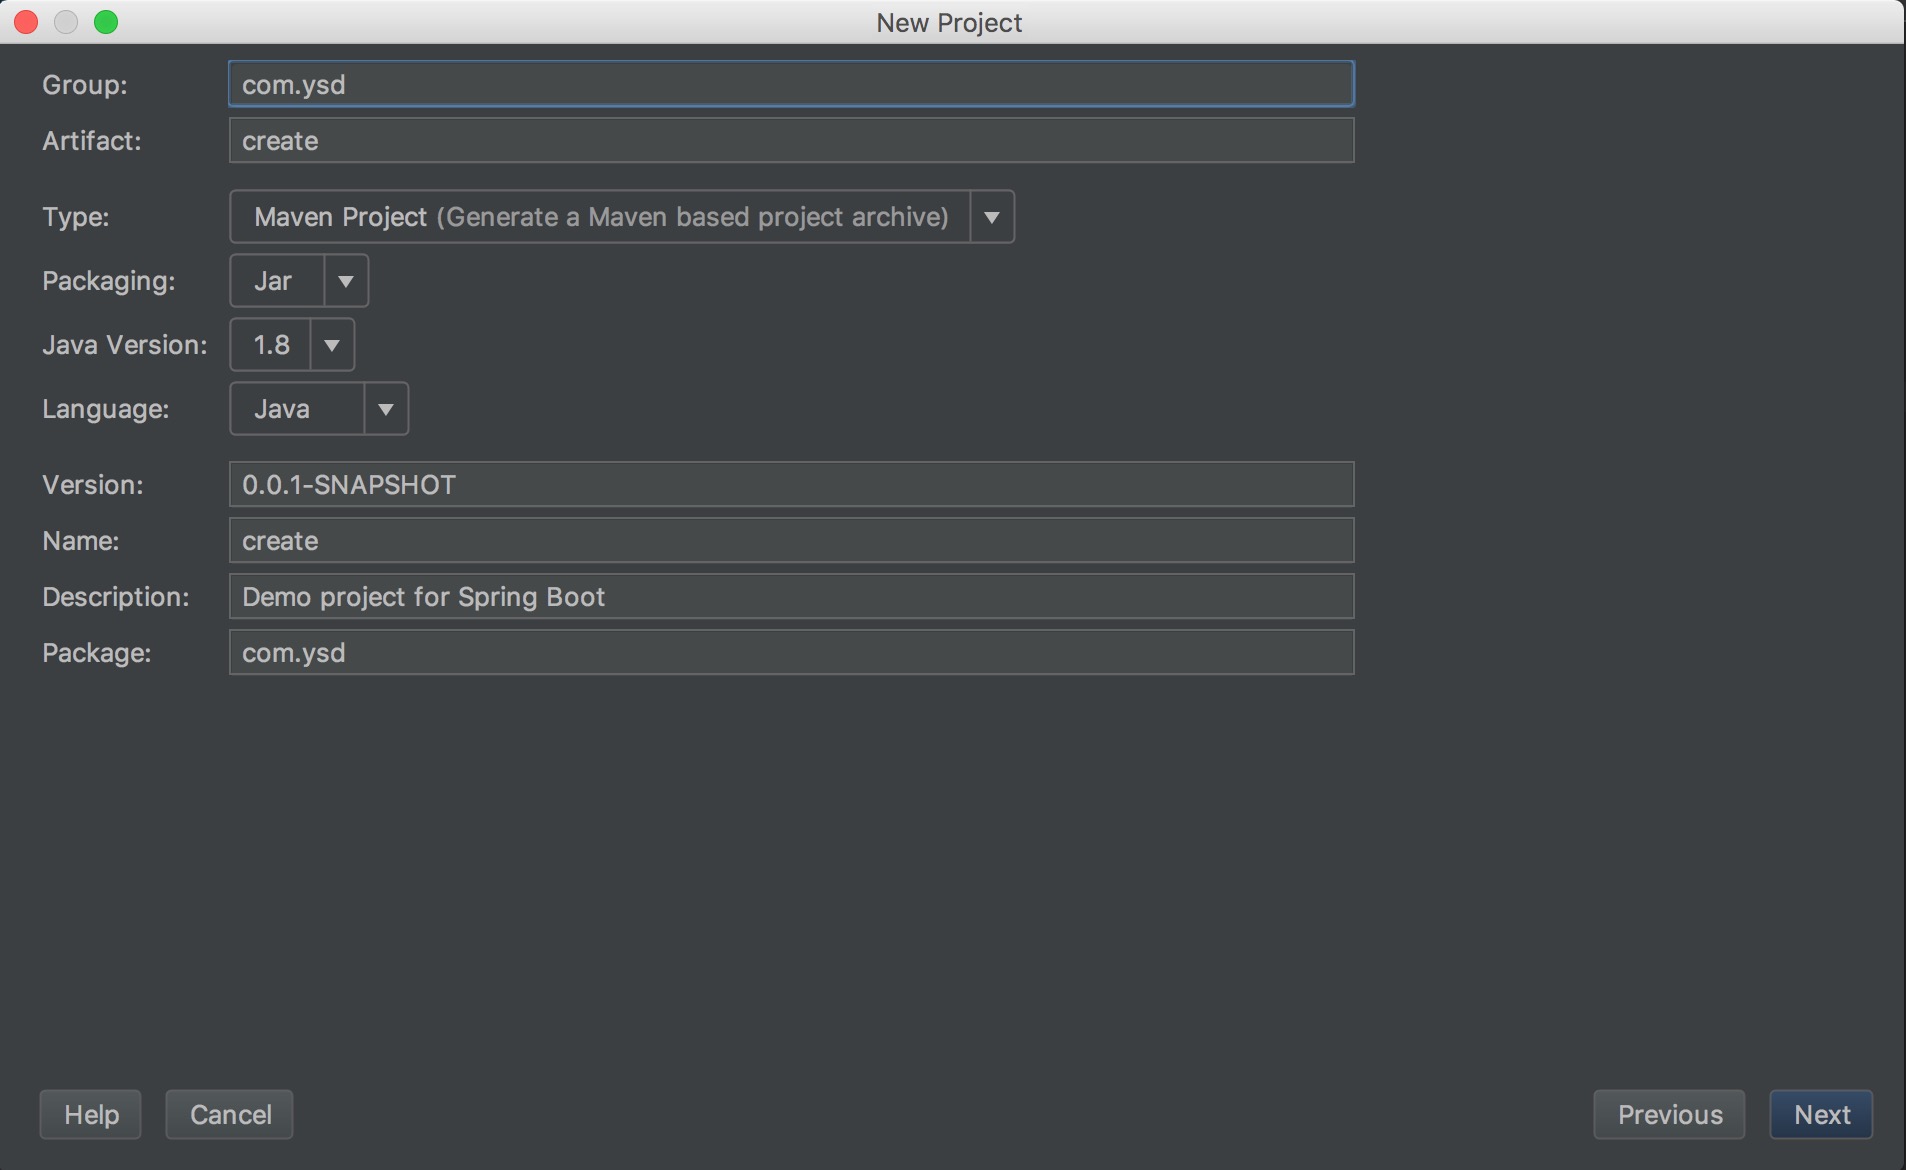 New Project
Group: com.ysd
Artifact: create
Type: Maven Project (Generate a Maven based project archive)
Packaging: Jar
Java Version: 1.8
Language: Java
Version: 0.0.1-SNAPSHOT
Name: create
Description: Demo project for Spring Boot
Package: com.ysd
Help Cancel Previous Next